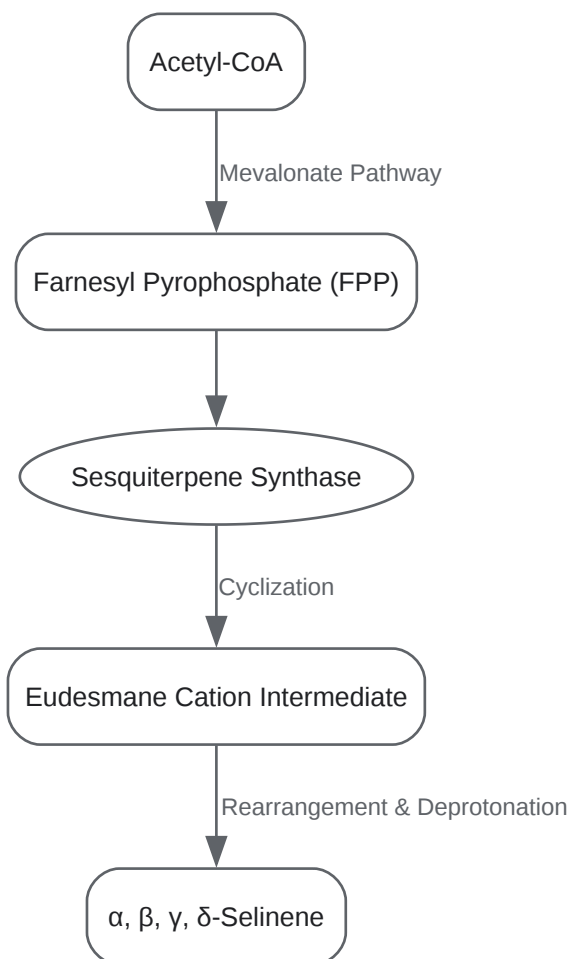 Acetyl-CoA
Mevalonate Pathway
Farnesyl Pyrophosphate (FPP)
Sesquiterpene Synthase
Cyclization
Eudesmane Cation Intermediate
Rearrangement & Deprotonation
α, β, γ, δ-Selinene